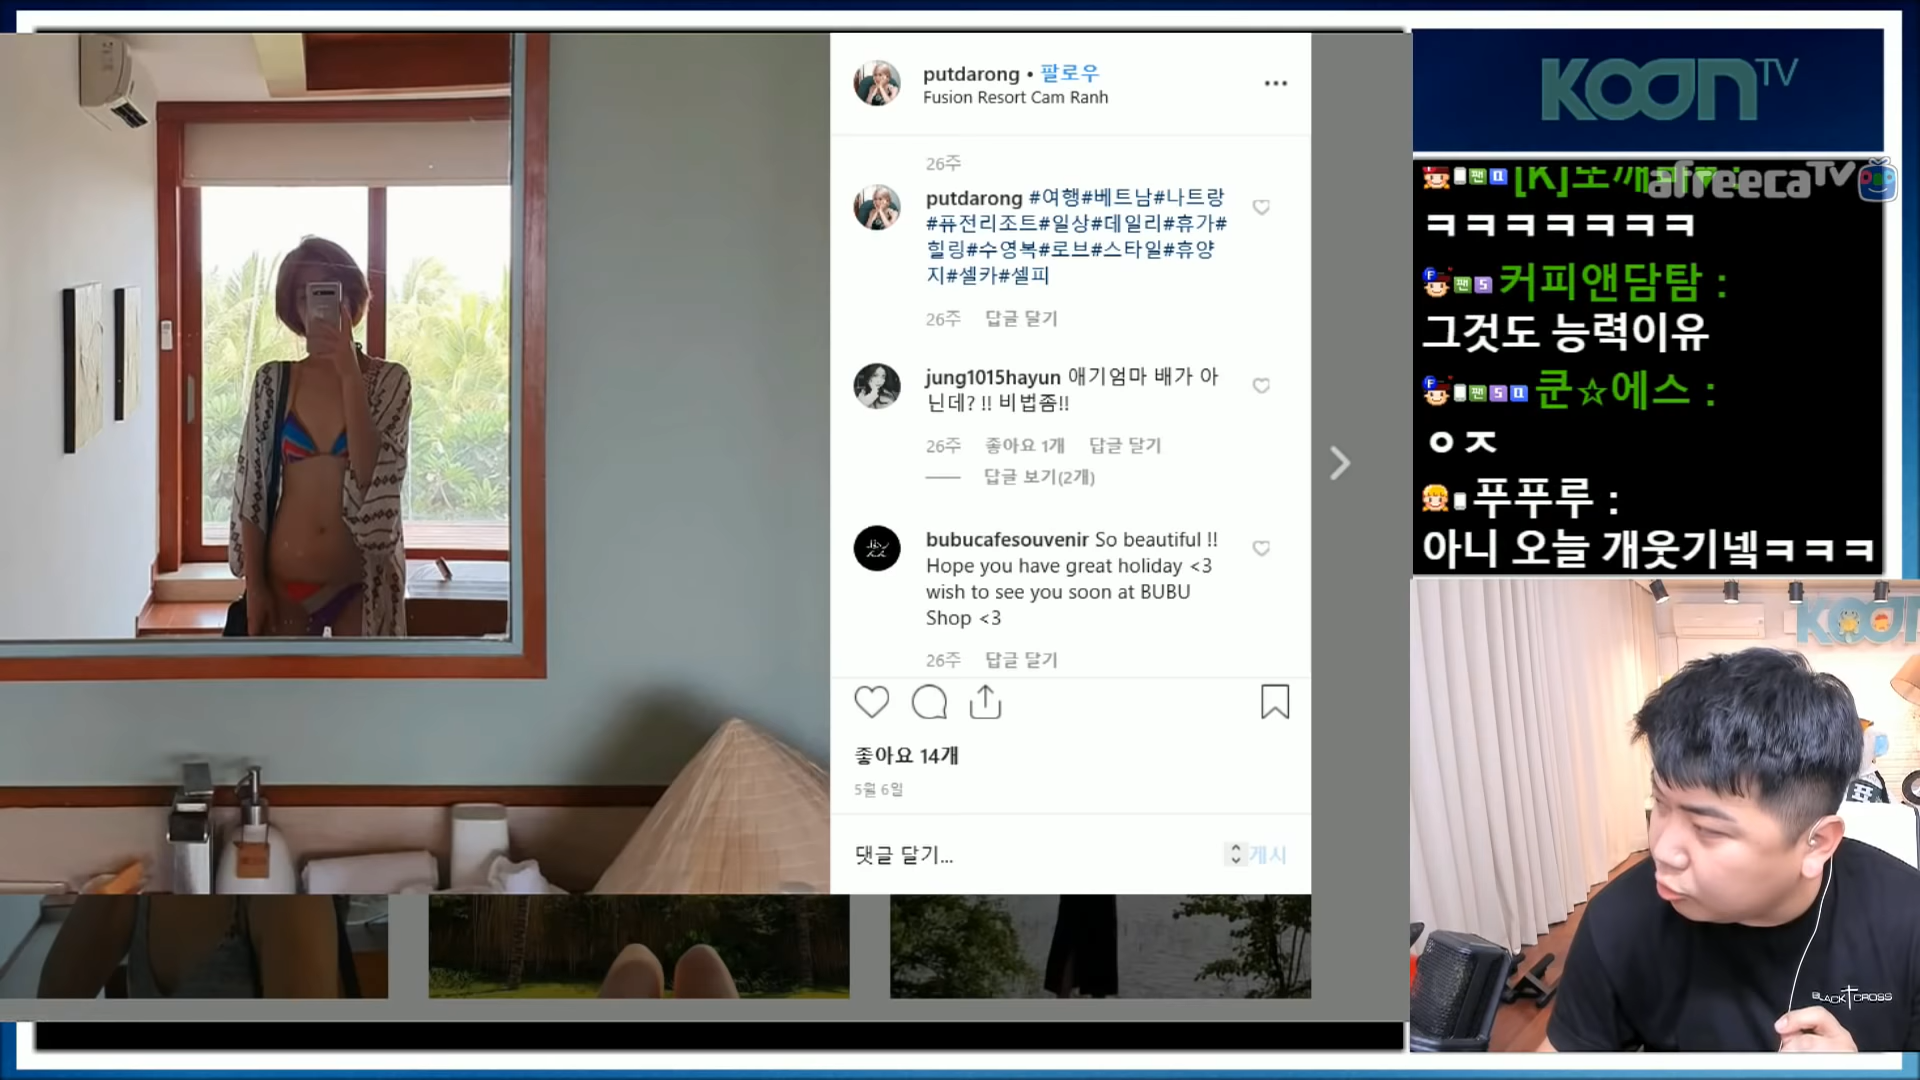 putdarong • 팔로우
Fusion Resort Cam Ranh
26주
putdarong #여행#베트남#나트랑
#퓨전리조트#일상#데일리#휴가#
힐링#수영복#로브#스타일#휴양
지#셀카#셀피
26주 답글 달기
jung1015hayun 애기엄마 배가 아
닌데? !! 비법좀!!
26주 좋아요 1개 답글 달기
답글 보기(2개)
bubucafesouvenir So beautiful !!
Hope you have great holiday <3
wish to see you soon at BUBU
Shop <3
26주 답글 달기
좋아요 14개
5월 6일
댓글 달기...
게시
KOONTV
afreecaTV
ㅋㅋㅋㅋㅋㅋㅋ
커피앤담탐 :
그것도 능력이유
쿤☆에스 :
ㅇㅈ
푸푸루 :
아니 오늘 개웃기넼ㅋㅋㅋ
KOON
BLACK CROSS